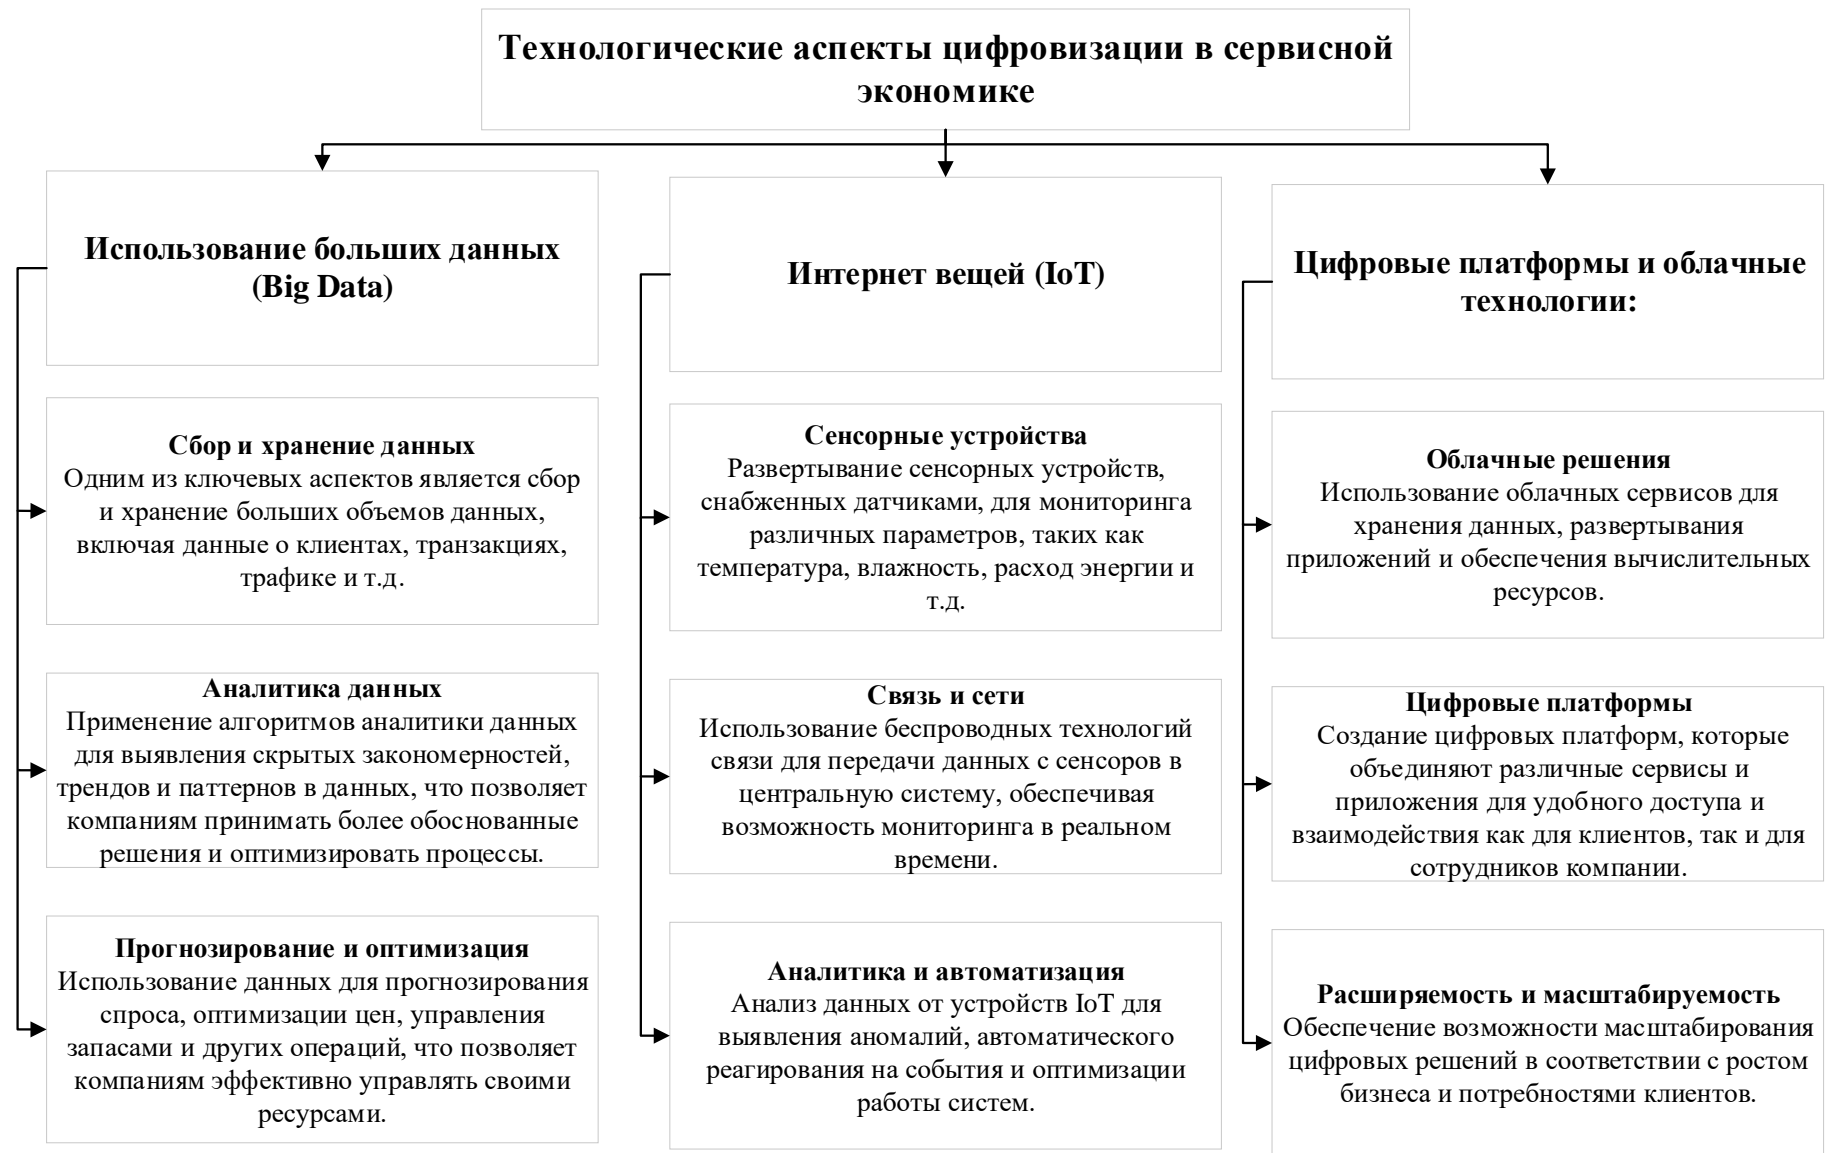 Технологические аспекты цифровизации в сервисной
экономике
Использование больших данных
(Big Data)
Сбор и хранение данных
Одним из ключевых аспектов является сбор
и хранение больших объемов данных,
включая данные о клиентах, транзакциях,
трафике и т.д.
Аналитика данных
Применение алгоритмов аналитики данных
для выявления скрытых закономерностей,
трендов и паттернов в данных, что позволяет
компаниям принимать более обоснованные
решения и оптимизировать процессы.
Прогнозирование и оптимизация
Использование данных для прогнозирования
спроса, оптимизации цен, управления
запасами и других операций, что позволяет
компаниям эффективно управлять своими
ресурсами.
Интернет вещей (IoT)
Сенсорные устройства
Развертывание сенсорных устройств,
снабженных датчиками, для мониторинга
различных параметров, таких как
температура, влажность, расход энергии и
т.д.
Связь и сети
Использование беспроводных технологий
связи для передачи данных с сенсоров в
центральную систему, обеспечивая
возможность мониторинга в реальном
времени.
Аналитика и автоматизация
Анализ данных от устройств IoT для
выявления аномалий, автоматического
реагирования на события и оптимизации
работы систем.
Цифровые платформы и облачные
технологии:
Облачные решения
Использование облачных сервисов для
хранения данных, развертывания
приложений и обеспечения вычислительных
ресурсов.
Цифровые платформы
Создание цифровых платформ, которые
объединяют различные сервисы и
приложения для удобного доступа и
взаимодействия как для клиентов, так и для
сотрудников компании.
Расширяемость и масштабируемость
Обеспечение возможности масштабирования
цифровых решений в соответствии с ростом
бизнеса и потребностями клиентов.